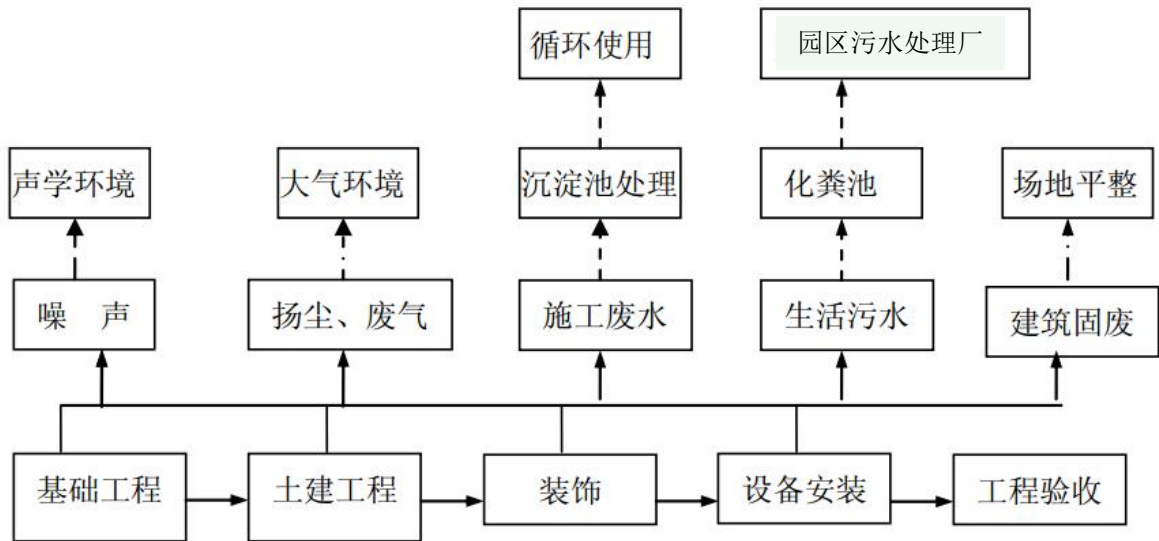 循环使用
园区污水处理厂
声学环境
大气环境
沉淀池处理
化粪池
场地平整
噪 声
扬尘、废气
施工废水
生活污水
建筑固废
基础工程
土建工程
装饰
设备安装
工程验收